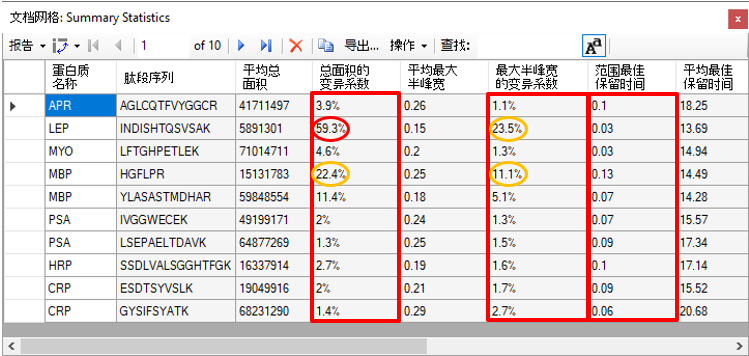 文档网格: Summary Statistics x
报告 1 of 10 导出... 操作 查找: Aa
蛋白质名称 肽段序列 平均总面积 总面积的变异系数 平均最大半峰宽 最大半峰宽的变异系数 范围最佳保留时间 平均最佳保留时间
APR AGLCQTFVYGGCR 41711497 3.9% 0.26 1.1% 0.1 18.25
LEP INDISHTQSVSAK 5891301 59.3% 0.15 23.5% 0.03 13.69
MYO LFTGHPETLEK 71014711 4.6% 0.2 1.3% 0.03 14.94
MBP HGFLPR 15131783 22.4% 0.25 11.1% 0.13 14.49
MBP YLASASTMDHAR 59848554 11.4% 0.18 5.1% 0.07 14.28
PSA IVGGWECEK 49199171 2% 0.24 1.3% 0.07 15.57
PSA LSEPAELTDAVK 64877269 1.3% 0.25 1.5% 0.09 17.34
HRP SSDLVALSGGHTFGK 16337914 2.7% 0.19 1.6% 0.1 17.14
CRP ESDTSYVSLK 19049916 2% 0.21 1.7% 0.09 15.52
CRP GYSIFSYATK 68231290 1.4% 0.29 2.7% 0.06 20.68